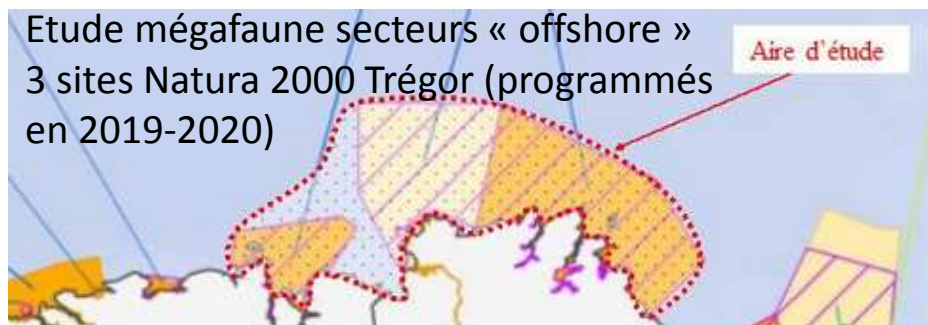 Etude mégafaune secteurs « offshore »
3 sites Natura 2000 Trégor (programmés
en 2019-2020)
Aire d'étude